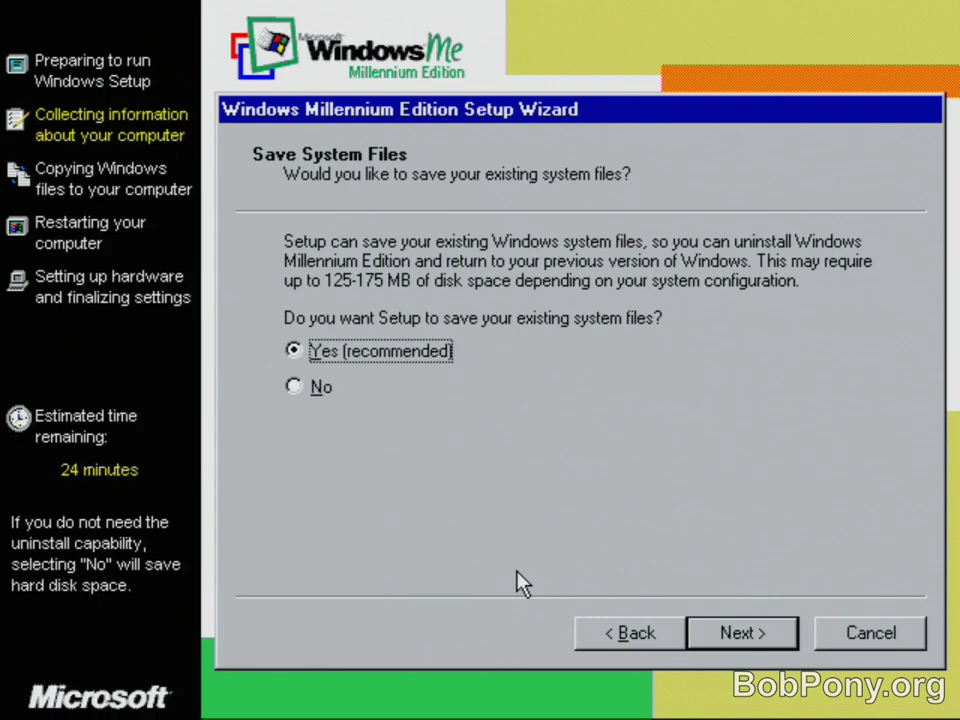 Preparing to run
Windows Setup
Collecting information
about your computer
Copying Windows
files to your computer
Restarting your
computer
Setting up hardware
and finalizing settings
Estimated time
remaining:
24 minutes
If you do not need the
uninstall capability,
selecting "No" will save
hard disk space.
Microsoft
Microsoft
Windows Me
Millennium Edition
Windows Millennium Edition Setup Wizard
Save System Files
Would you like to save your existing system files?
Setup can save your existing Windows system files, so you can uninstall Windows
Millennium Edition and return to your previous version of Windows. This may require
up to 125-175 MB of disk space depending on your system configuration.
Do you want Setup to save your existing system files?
Yes (recommended)
No
< Back
Next >
Cancel
BobPony.org